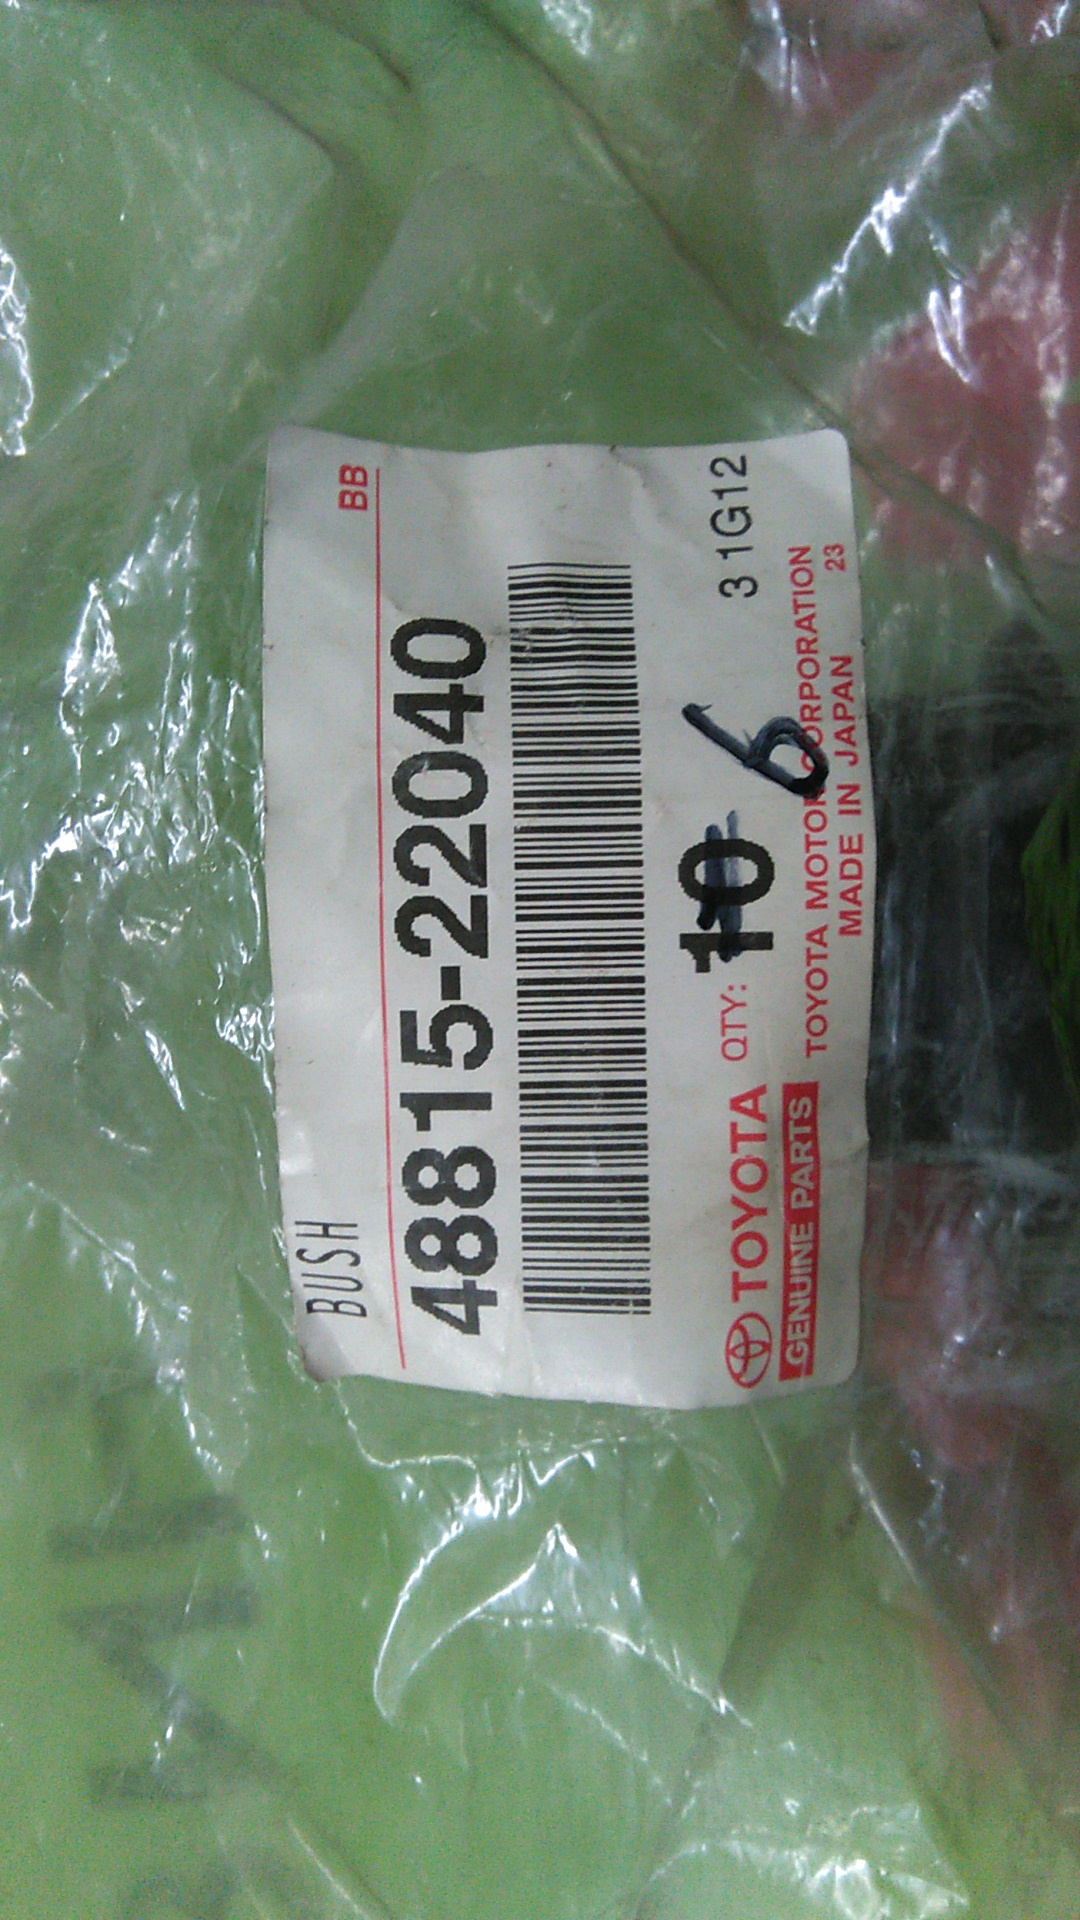 BUSH
BB
48815-22040
QTY: 10 6
3 1G12
TOYOTA
GENUINE PARTS
TOYOTA MOTOR CORPORATION
MADE IN JAPAN
23